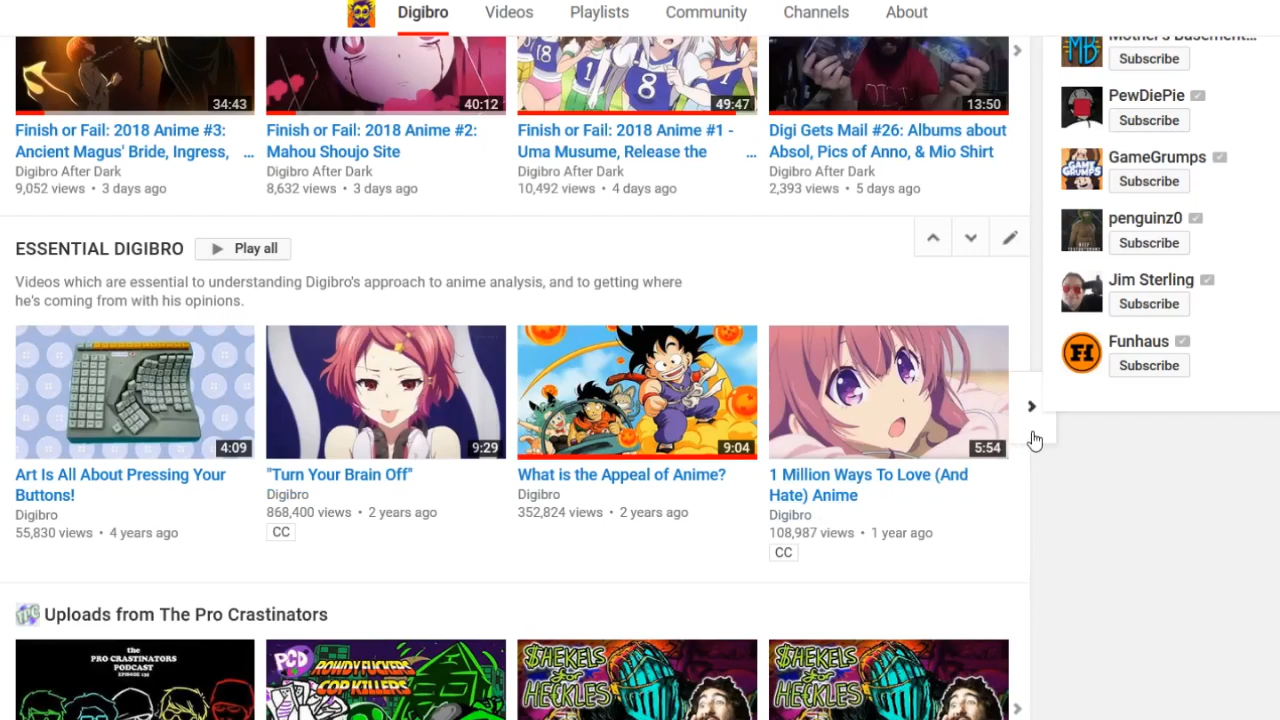 Digibro
Videos
Playlists
Community
Channels
About
34:43
40:12
49:47
13:50
Finish or Fail: 2018 Anime #3:
Ancient Magus' Bride, Ingress, ...
Digibro After Dark
9,052 views • 3 days ago
Finish or Fail: 2018 Anime #2:
Mahou Shoujo Site
Digibro After Dark
8,632 views • 3 days ago
Finish or Fail: 2018 Anime #1 -
Uma Musume, Release the ...
Digibro After Dark
10,492 views • 4 days ago
Digi Gets Mail #26: Albums about
Absol, Pics of Anno, & Mio Shirt
Digibro After Dark
2,393 views • 5 days ago
Mother's Basement...
Subscribe
PewDiePie
Subscribe
GameGrumps
Subscribe
penguinz0
Subscribe
Jim Sterling
Subscribe
Funhaus
Subscribe
ESSENTIAL DIGIBRO
Play all
Videos which are essential to understanding Digibro's approach to anime analysis, and to getting where
he's coming from with his opinions.
4:09
9:29
9:04
5:54
Art Is All About Pressing Your
Buttons!
Digibro
55,830 views • 4 years ago
"Turn Your Brain Off"
Digibro
868,400 views • 2 years ago
CC
What is the Appeal of Anime?
Digibro
352,824 views • 2 years ago
1 Million Ways To Love (And
Hate) Anime
Digibro
108,987 views • 1 year ago
CC
Uploads from The Pro Crastinators
the
PRO CRASTINATORS
PODCAST
PCD
ROWDY FUCKERS
COP KILLERS
$HEKELS
for
HECKLES
$HEKELS
for
HECKLES